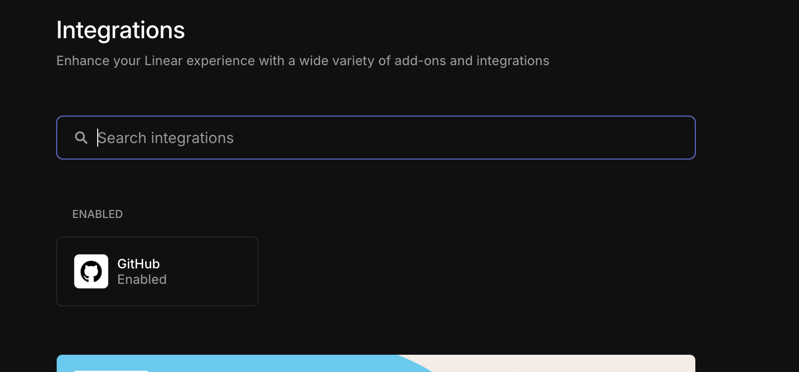 Integrations
Enhance your Linear experience with a wide variety of add-ons and integrations
Search integrations
ENABLED
GitHub
Enabled